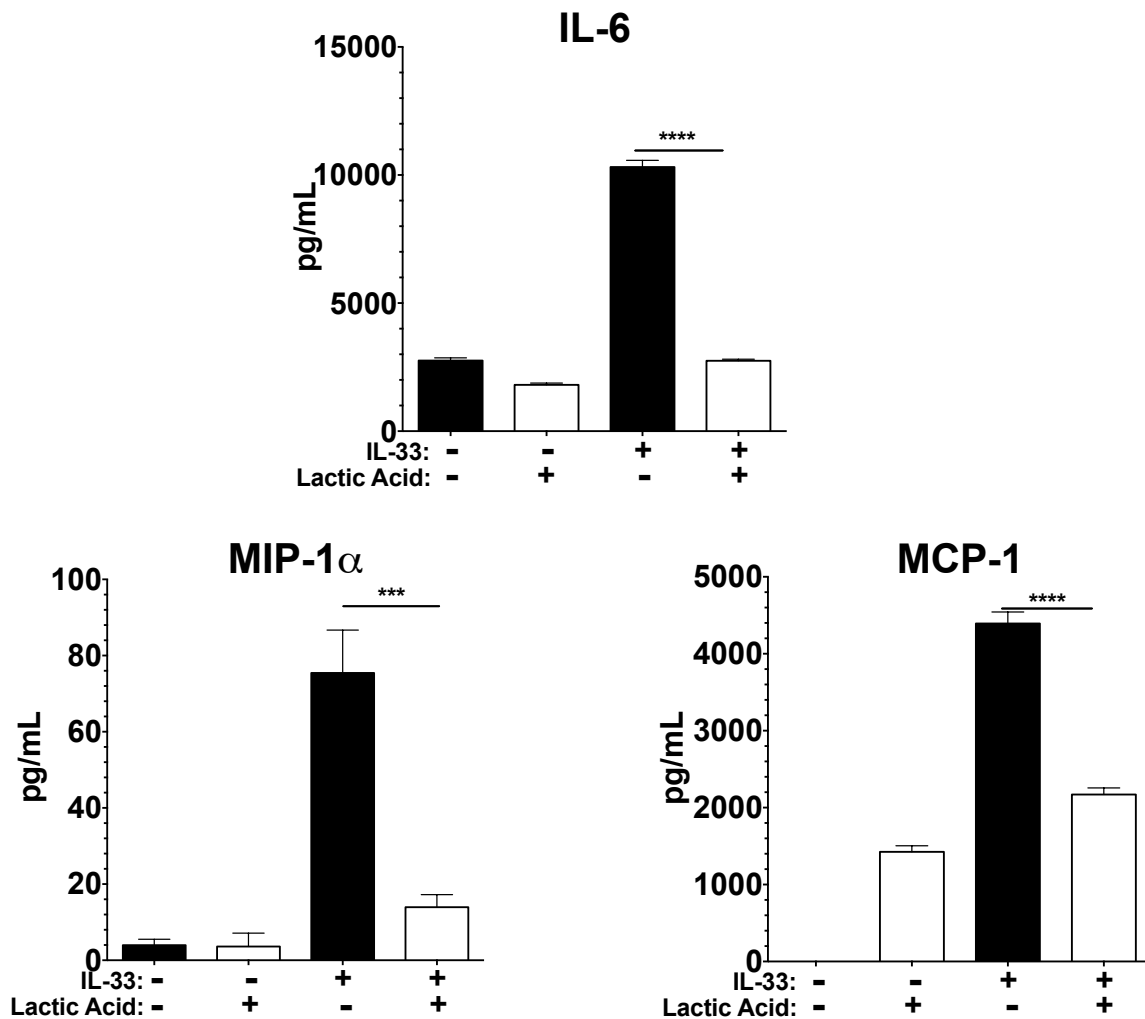 IL-6
15000
10000
5000
0
pg/mL
****
IL-33: - - + +
Lactic Acid: - + - +
MIP-1α
100
80
60
40
20
0
pg/mL
***
IL-33: - - + +
Lactic Acid: - + - +
MCP-1
5000
4000
3000
2000
1000
0
pg/mL
****
IL-33: - - + +
Lactic Acid: - + - +